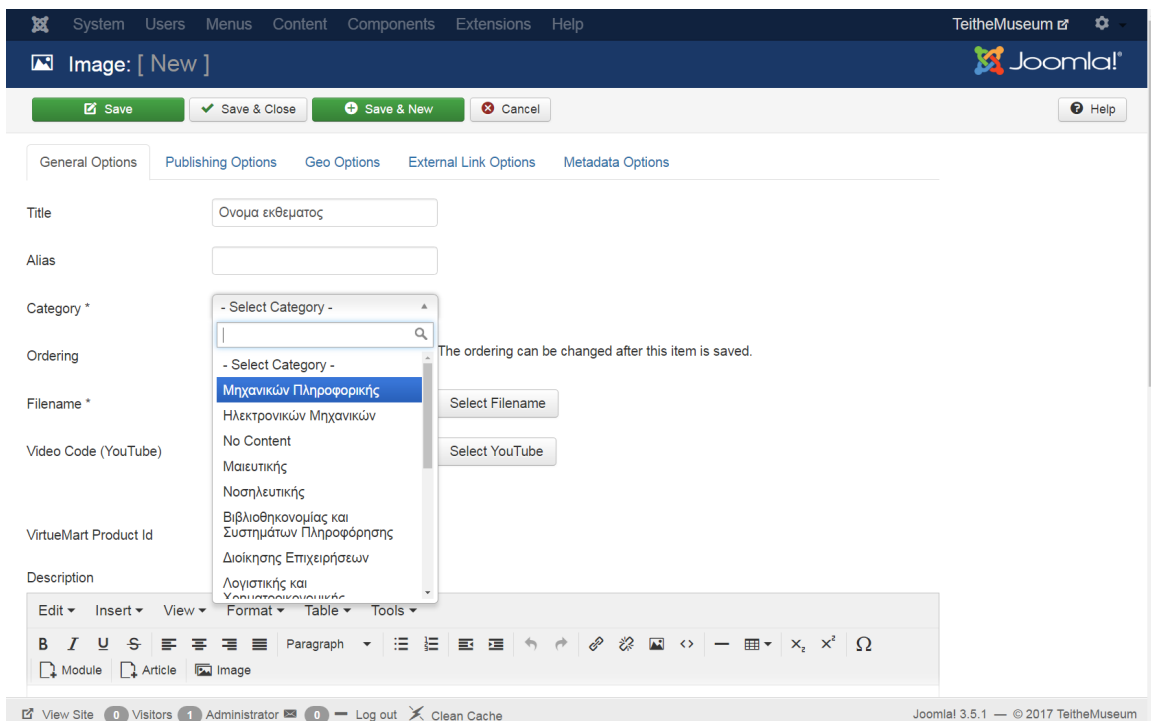 System Users Menus Content Components Extensions Help TeitheMuseum
Image: [ New ] Joomla!®
Save Save & Close Save & New Cancel Help
General Options Publishing Options Geo Options External Link Options Metadata Options
Title Ονομα εκθεματος
Alias
Category * - Select Category -
Ordering The ordering can be changed after this item is saved.
- Select Category -
Μηχανικών Πληροφορικής
Filename * Select Filename
Ηλεκτρονικών Μηχανικών
No Content
Video Code (YouTube) Select YouTube
Μαιευτικής
Νοσηλευτικής
Βιβλιοθηκονομίας και
Συστημάτων Πληροφόρησης
VirtueMart Product Id
Διοίκησης Επιχειρήσεων
Description
Λογιστικής και
Χρηματοοικονομικής
Edit Insert View Format Table Tools
B I U S Paragraph x₂ x² Ω
Module Article Image
View Site 0 Visitors 1 Administrator 0 Log out Clean Cache Joomla! 3.5.1 — © 2017 TeitheMuseum